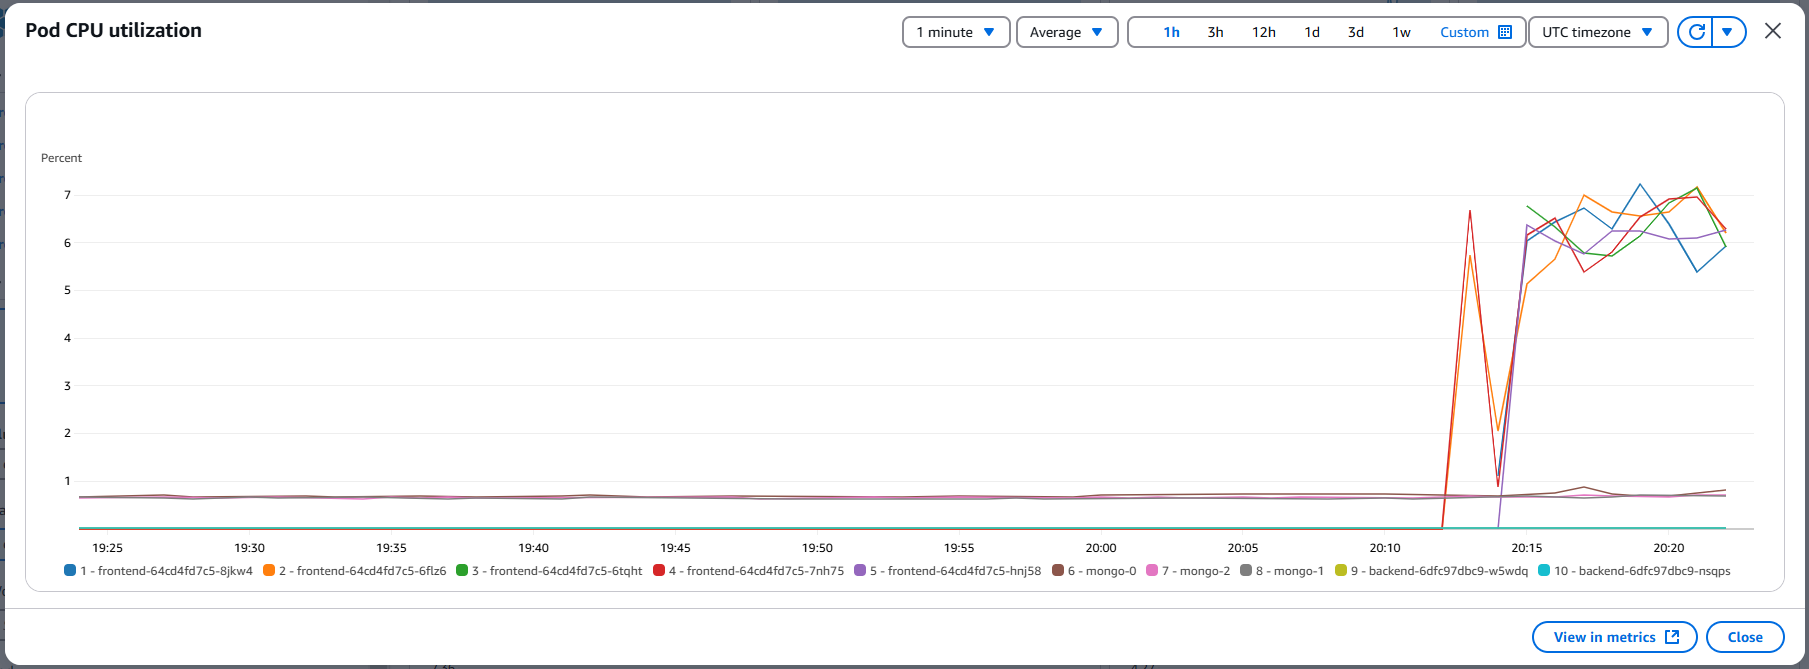 Pod CPU utilization
1 minute Average 1h 3h 12h 1d 3d 1w Custom UTC timezone
Percent
7
6
5
4
3
2
1
19:25 19:30 19:35 19:40 19:45 19:50 19:55 20:00 20:05 20:10 20:15 20:20
1 - frontend-64cd4fd7c5-8jkw4 2 - frontend-64cd4fd7c5-6flz6 3 - frontend-64cd4fd7c5-6tqht 4 - frontend-64cd4fd7c5-7nh75 5 - frontend-64cd4fd7c5-hnj58 6 - mongo-0 7 - mongo-2 8 - mongo-1 9 - backend-6dfc97dbc9-w5wdq 10 - backend-6dfc97dbc9-nsqps
View in metrics Close